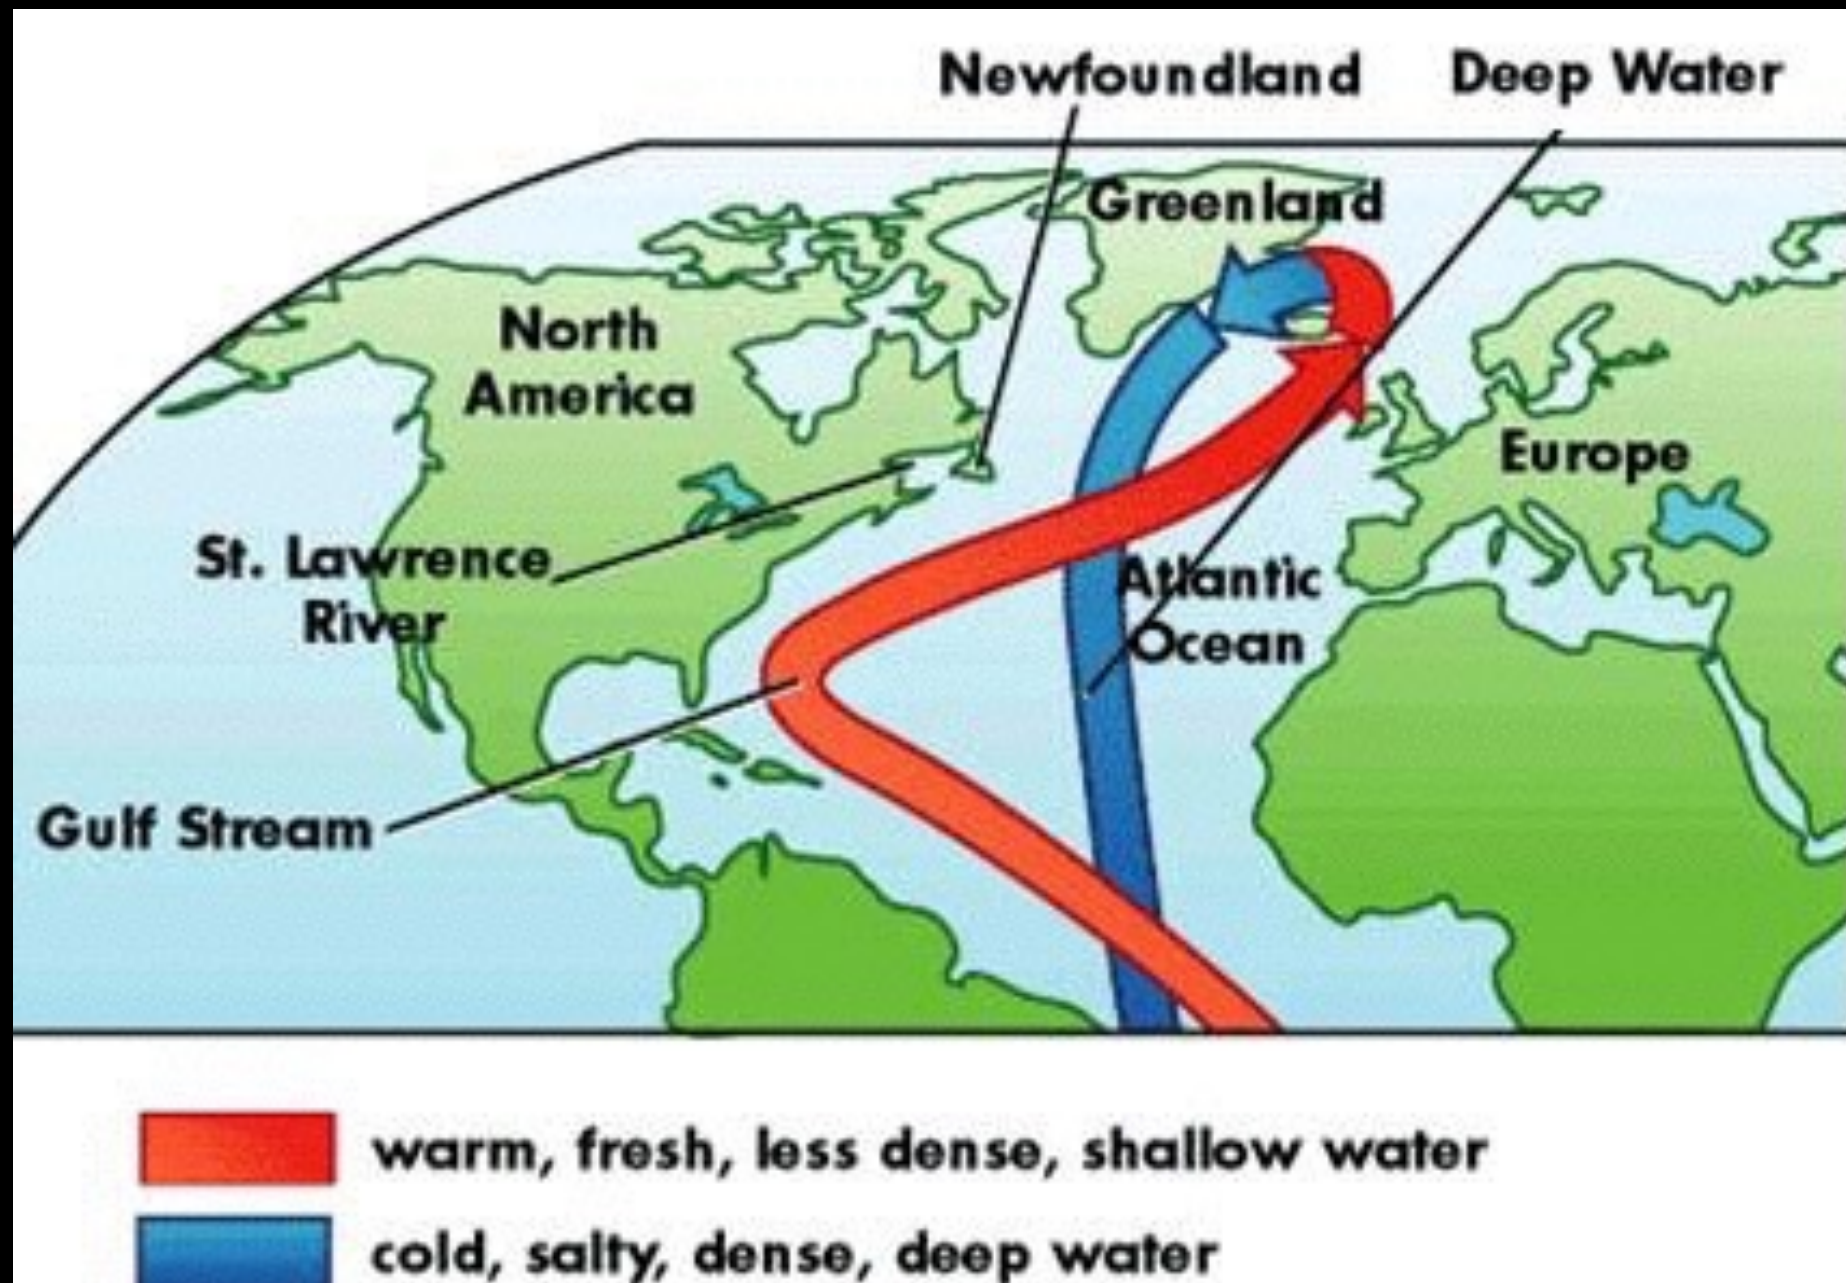 Newfoundland
Deep Water
Greenland
North
America
Europe
St. Lawrence
River
Atlantic
Ocean
Gulf Stream
warm, fresh, less dense, shallow water
cold, salty, dense, deep water